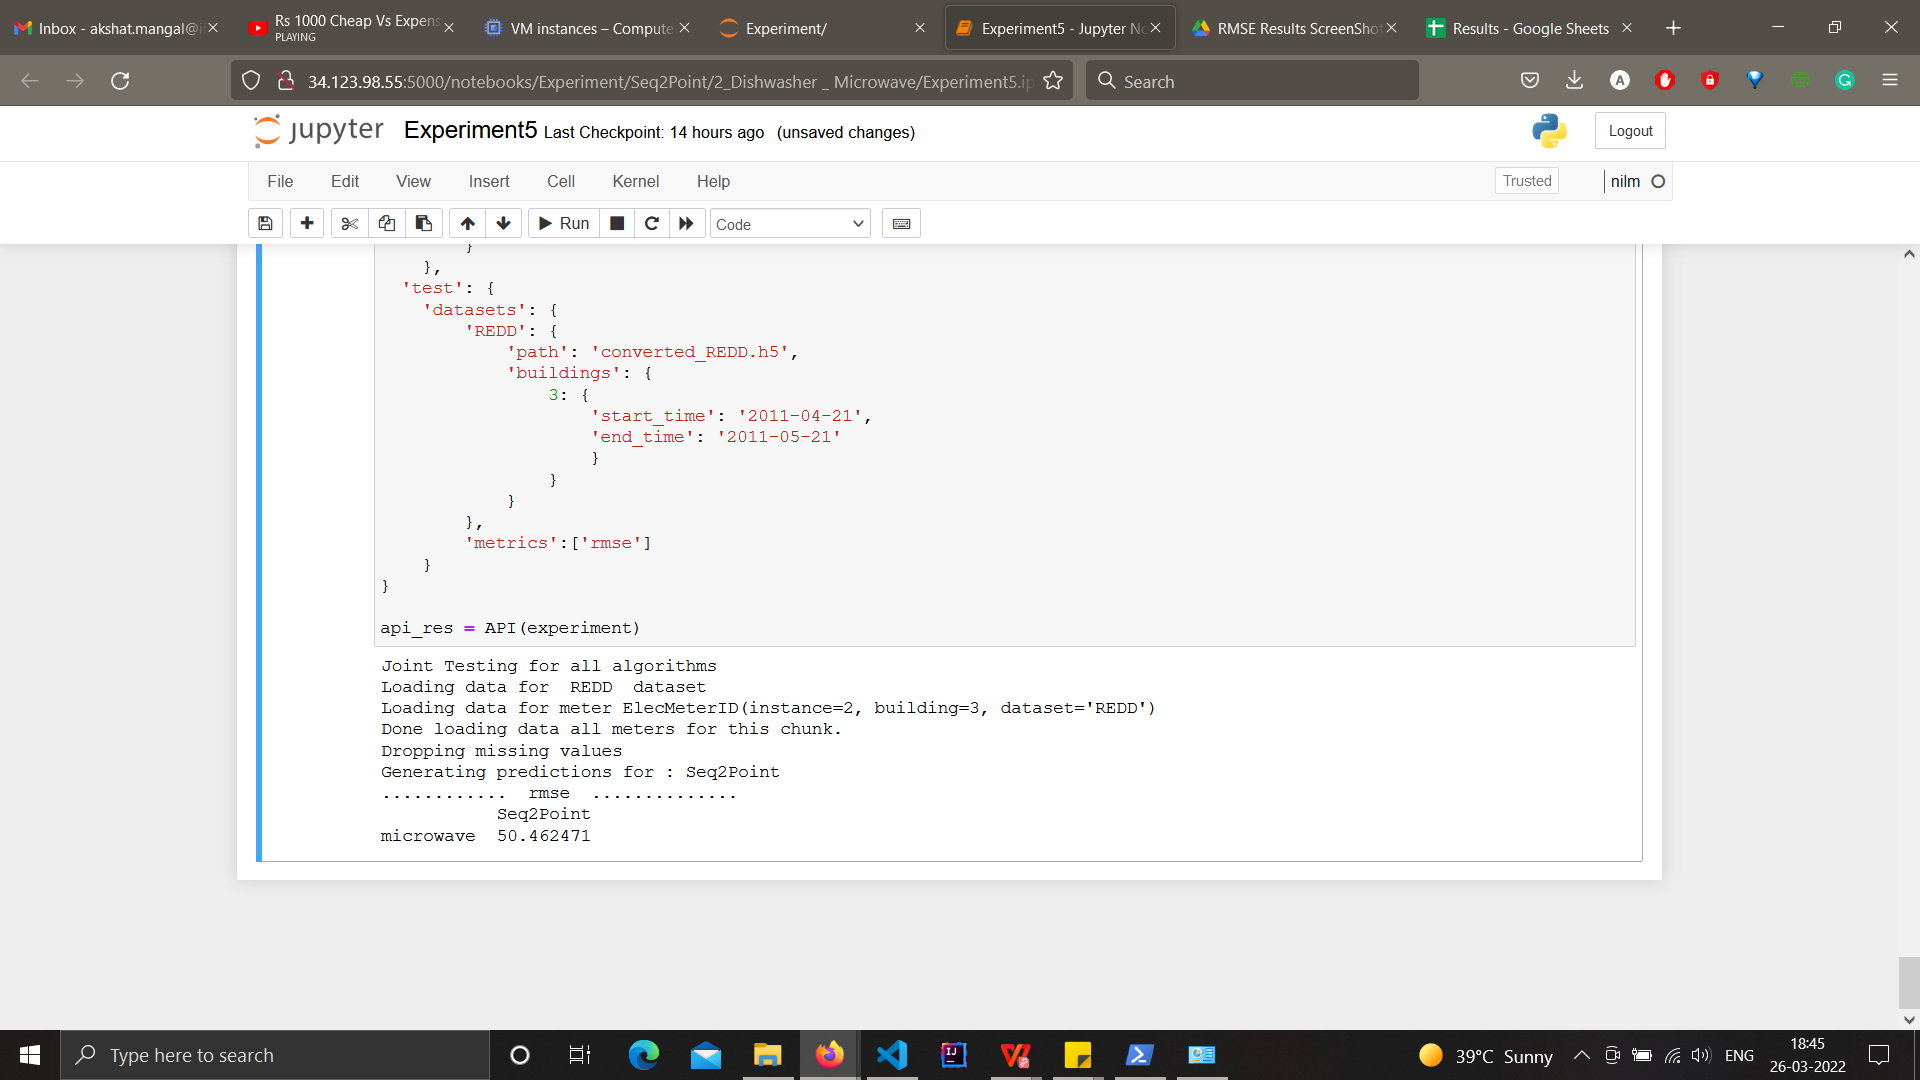 Inbox - akshat.mangal@
Rs 1000 Cheap Vs Expens
PLAYING
VM instances – Compute
Experiment/
Experiment5 - Jupyter No
RMSE Results ScreenShot
Results - Google Sheets
34.123.98.55:5000/notebooks/Experiment/Seq2Point/2_Dishwasher _ Microwave/Experiment5.ip
Search
jupyter Experiment5 Last Checkpoint: 14 hours ago (unsaved changes)
Logout
File Edit View Insert Cell Kernel Help
Trusted
nilm
Run
Code
}
},
'test': {
'datasets': {
'REDD': {
'path': 'converted_REDD.h5',
'buildings': {
3: {
'start_time': '2011-04-21',
'end_time': '2011-05-21'
}
}
}
},
'metrics':['rmse']
}
}
api_res = API(experiment)
Joint Testing for all algorithms
Loading data for  REDD  dataset
Loading data for meter ElecMeterID(instance=2, building=3, dataset='REDD')
Done loading data all meters for this chunk.
Dropping missing values
Generating predictions for : Seq2Point
............  rmse  ..............
Seq2Point
microwave  50.462471
Type here to search
39°C Sunny
ENG
18:45
26-03-2022